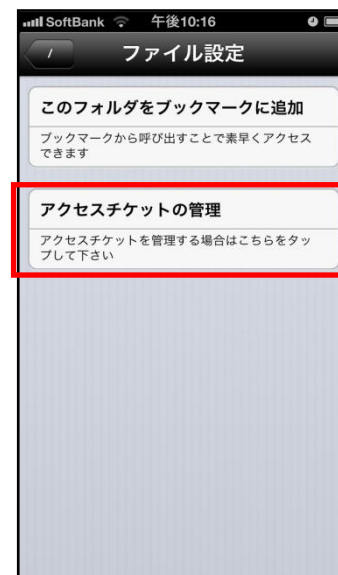 SoftBank 午後10:16
/ ファイル設定
このフォルダをブックマークに追加
ブックマークから呼び出すことで素早くアクセス
できます
アクセスチケットの管理
アクセスチケットを管理する場合はこちらをタッ
プして下さい